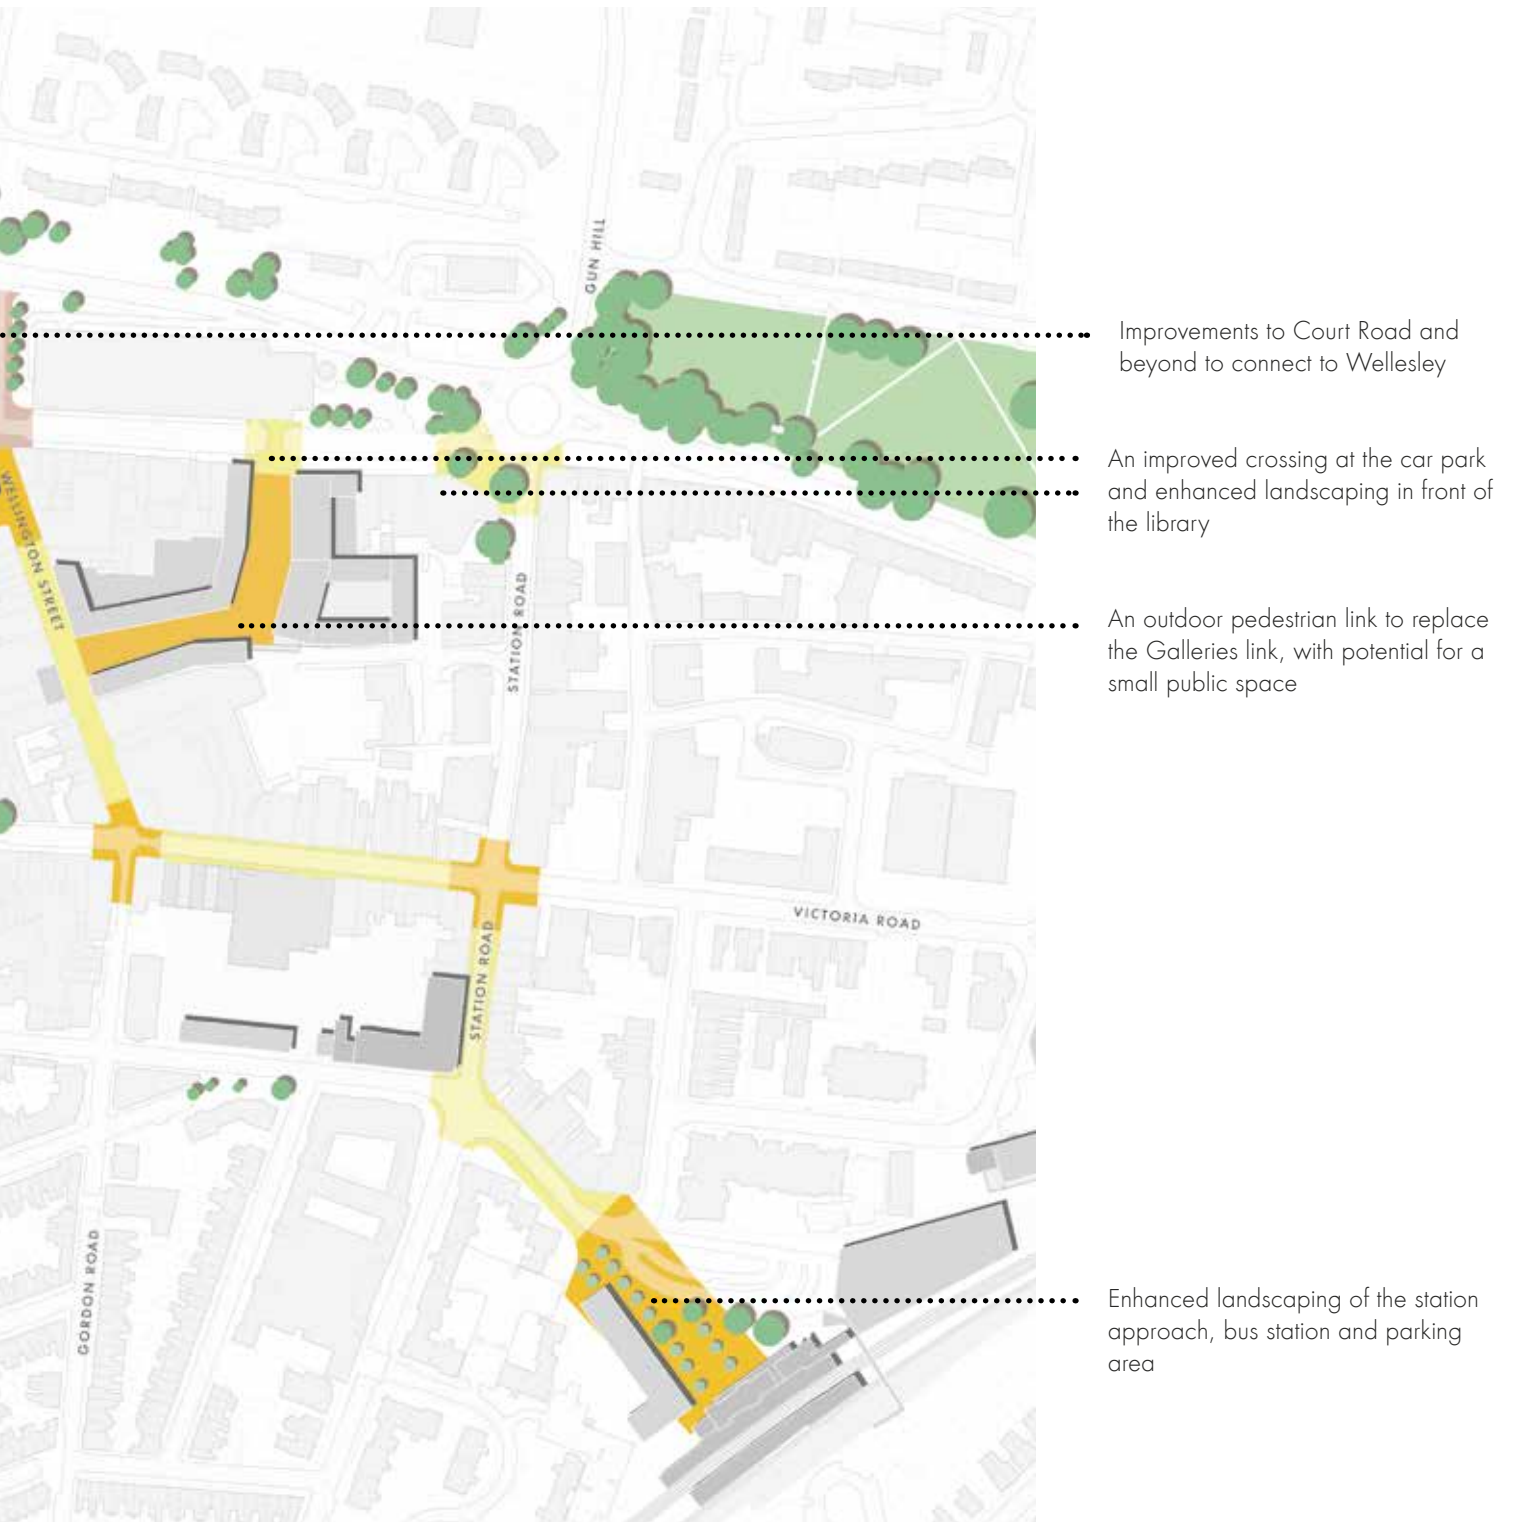 GUN HILL
Improvements to Court Road and
beyond to connect to Wellesley
An improved crossing at the car park
and enhanced landscaping in front of
the library
WELLINGTON STREET
STATION ROAD
An outdoor pedestrian link to replace
the Galleries link, with potential for a
small public space
VICTORIA ROAD
STATION ROAD
GORDON ROAD
Enhanced landscaping of the station
approach, bus station and parking
area